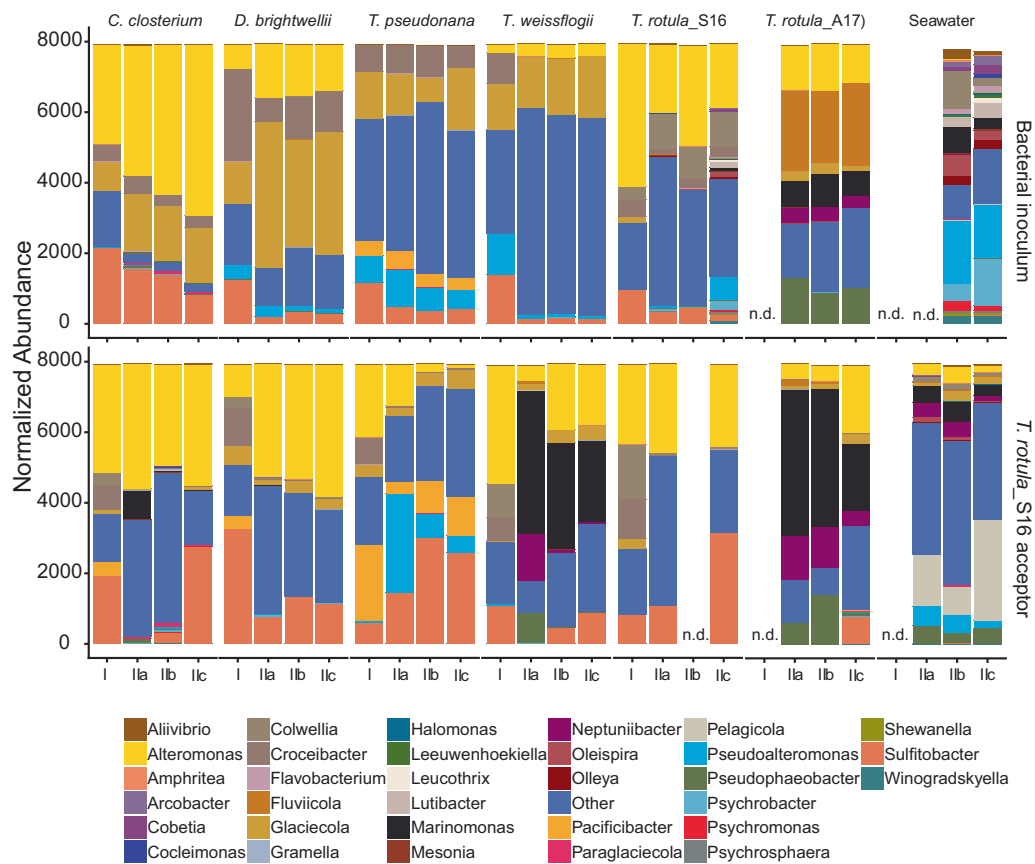 C. closterium D. brightwellii T. pseudonana T. weissflogii T. rotula_S16 T. rotula_A17) Seawater
Normalized Abundance
8000
6000
4000
2000
0
n.d. n.d. n.d.
Bacterial inoculum
8000
6000
4000
2000
0
n.d. n.d. n.d.
T. rotula_S16 acceptor
I IIa IIb IIc I IIa IIb IIc I IIa IIb IIc I IIa IIb IIc I IIa IIb IIc I IIa IIb IIc I IIa IIb IIc
Aliivibrio Colwellia Halomonas Neptuniibacter Pelagicola Shewanella
Alteromonas Croceibacter Leeuwenhoekiella Oleispira Pseudoalteromonas Sulfitobacter
Amphritea Flavobacterium Leucothrix Olleya Pseudophaeobacter Winogradskyella
Arcobacter Fluviicola Lutibacter Other Psychrobacter
Cobetia Glaciecola Marinomonas Pacificibacter Psychromonas
Cocleimonas Gramella Mesonia Paraglaciecola Psychrosphaera